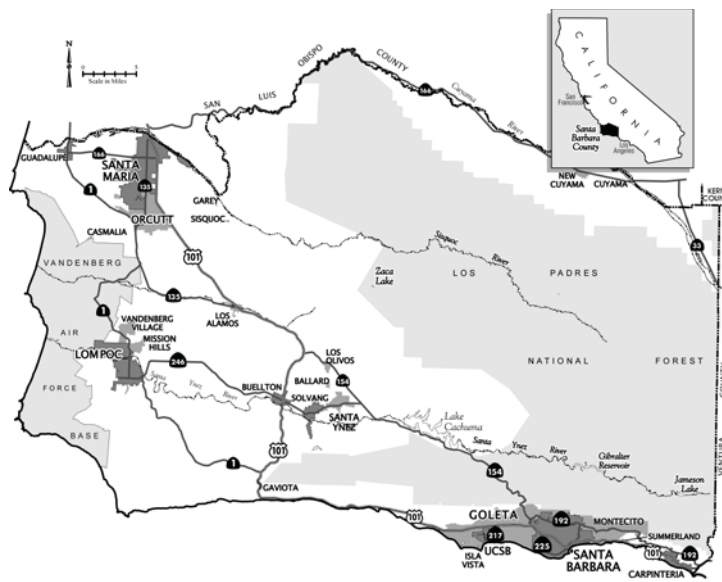 N
Scale in Miles
5
SAN LUIS OBISPO COUNTY
166
Cuyama River
CALIFORNIA
San Francisco
Santa Barbara County
Los Angeles
GUADALUPE
166
SANTA MARIA
135
1
ORCUTT
GAREY
SISQUOC
CASMALIA
101
NEW CUYAMA
CUYAMA
KERN
33
VANDENBERG
AIR
FORCE
BASE
Sisquoc River
Zaca Lake
LOS PADRES
NATIONAL FOREST
135
LOS ALAMOS
1
VANDENBERG VILLAGE
MISSION HILLS
LOMPOC
246
Santa Ynez River
LOS OLIVOS
BALLARD
154
BUELLTON
SOLVANG
SANTA YNEZ
Lake Cachuma
Santa Ynez River
Gibralter Reservoir
Jameson Lake
VENTURA
101
1
GAVIOTA
154
101
GOLETA
192
MONTECITO
217
ISLA VISTA
UCSB
225
SANTA BARBARA
SUMMERLAND
101
192
CARPINTERIA